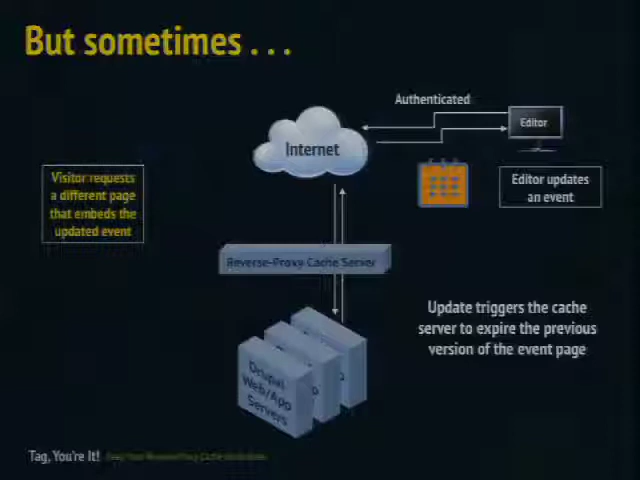 But sometimes . . .
Authenticated
Editor
Internet
Visitor requests
a different page
that embeds the
updated event
Editor updates
an event
Reverse-Proxy Cache Server
Update triggers the cache
server to expire the previous
version of the event page
Drupal
Web/App
Servers
Tag, You're It!